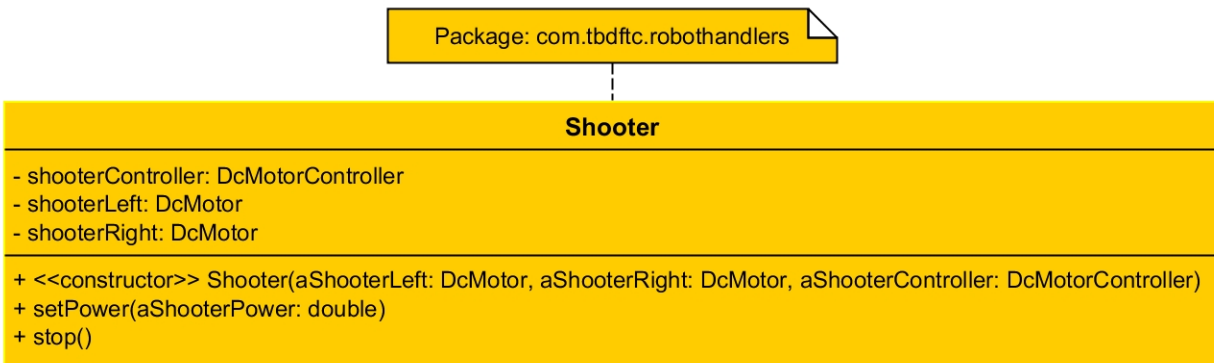 Package: com.tbdftc.robothandlers
Shooter
- shooterController: DcMotorController
- shooterLeft: DcMotor
- shooterRight: DcMotor
+ <<constructor>> Shooter(aShooterLeft: DcMotor, aShooterRight: DcMotor, aShooterController: DcMotorController)
+ setPower(aShooterPower: double)
+ stop()